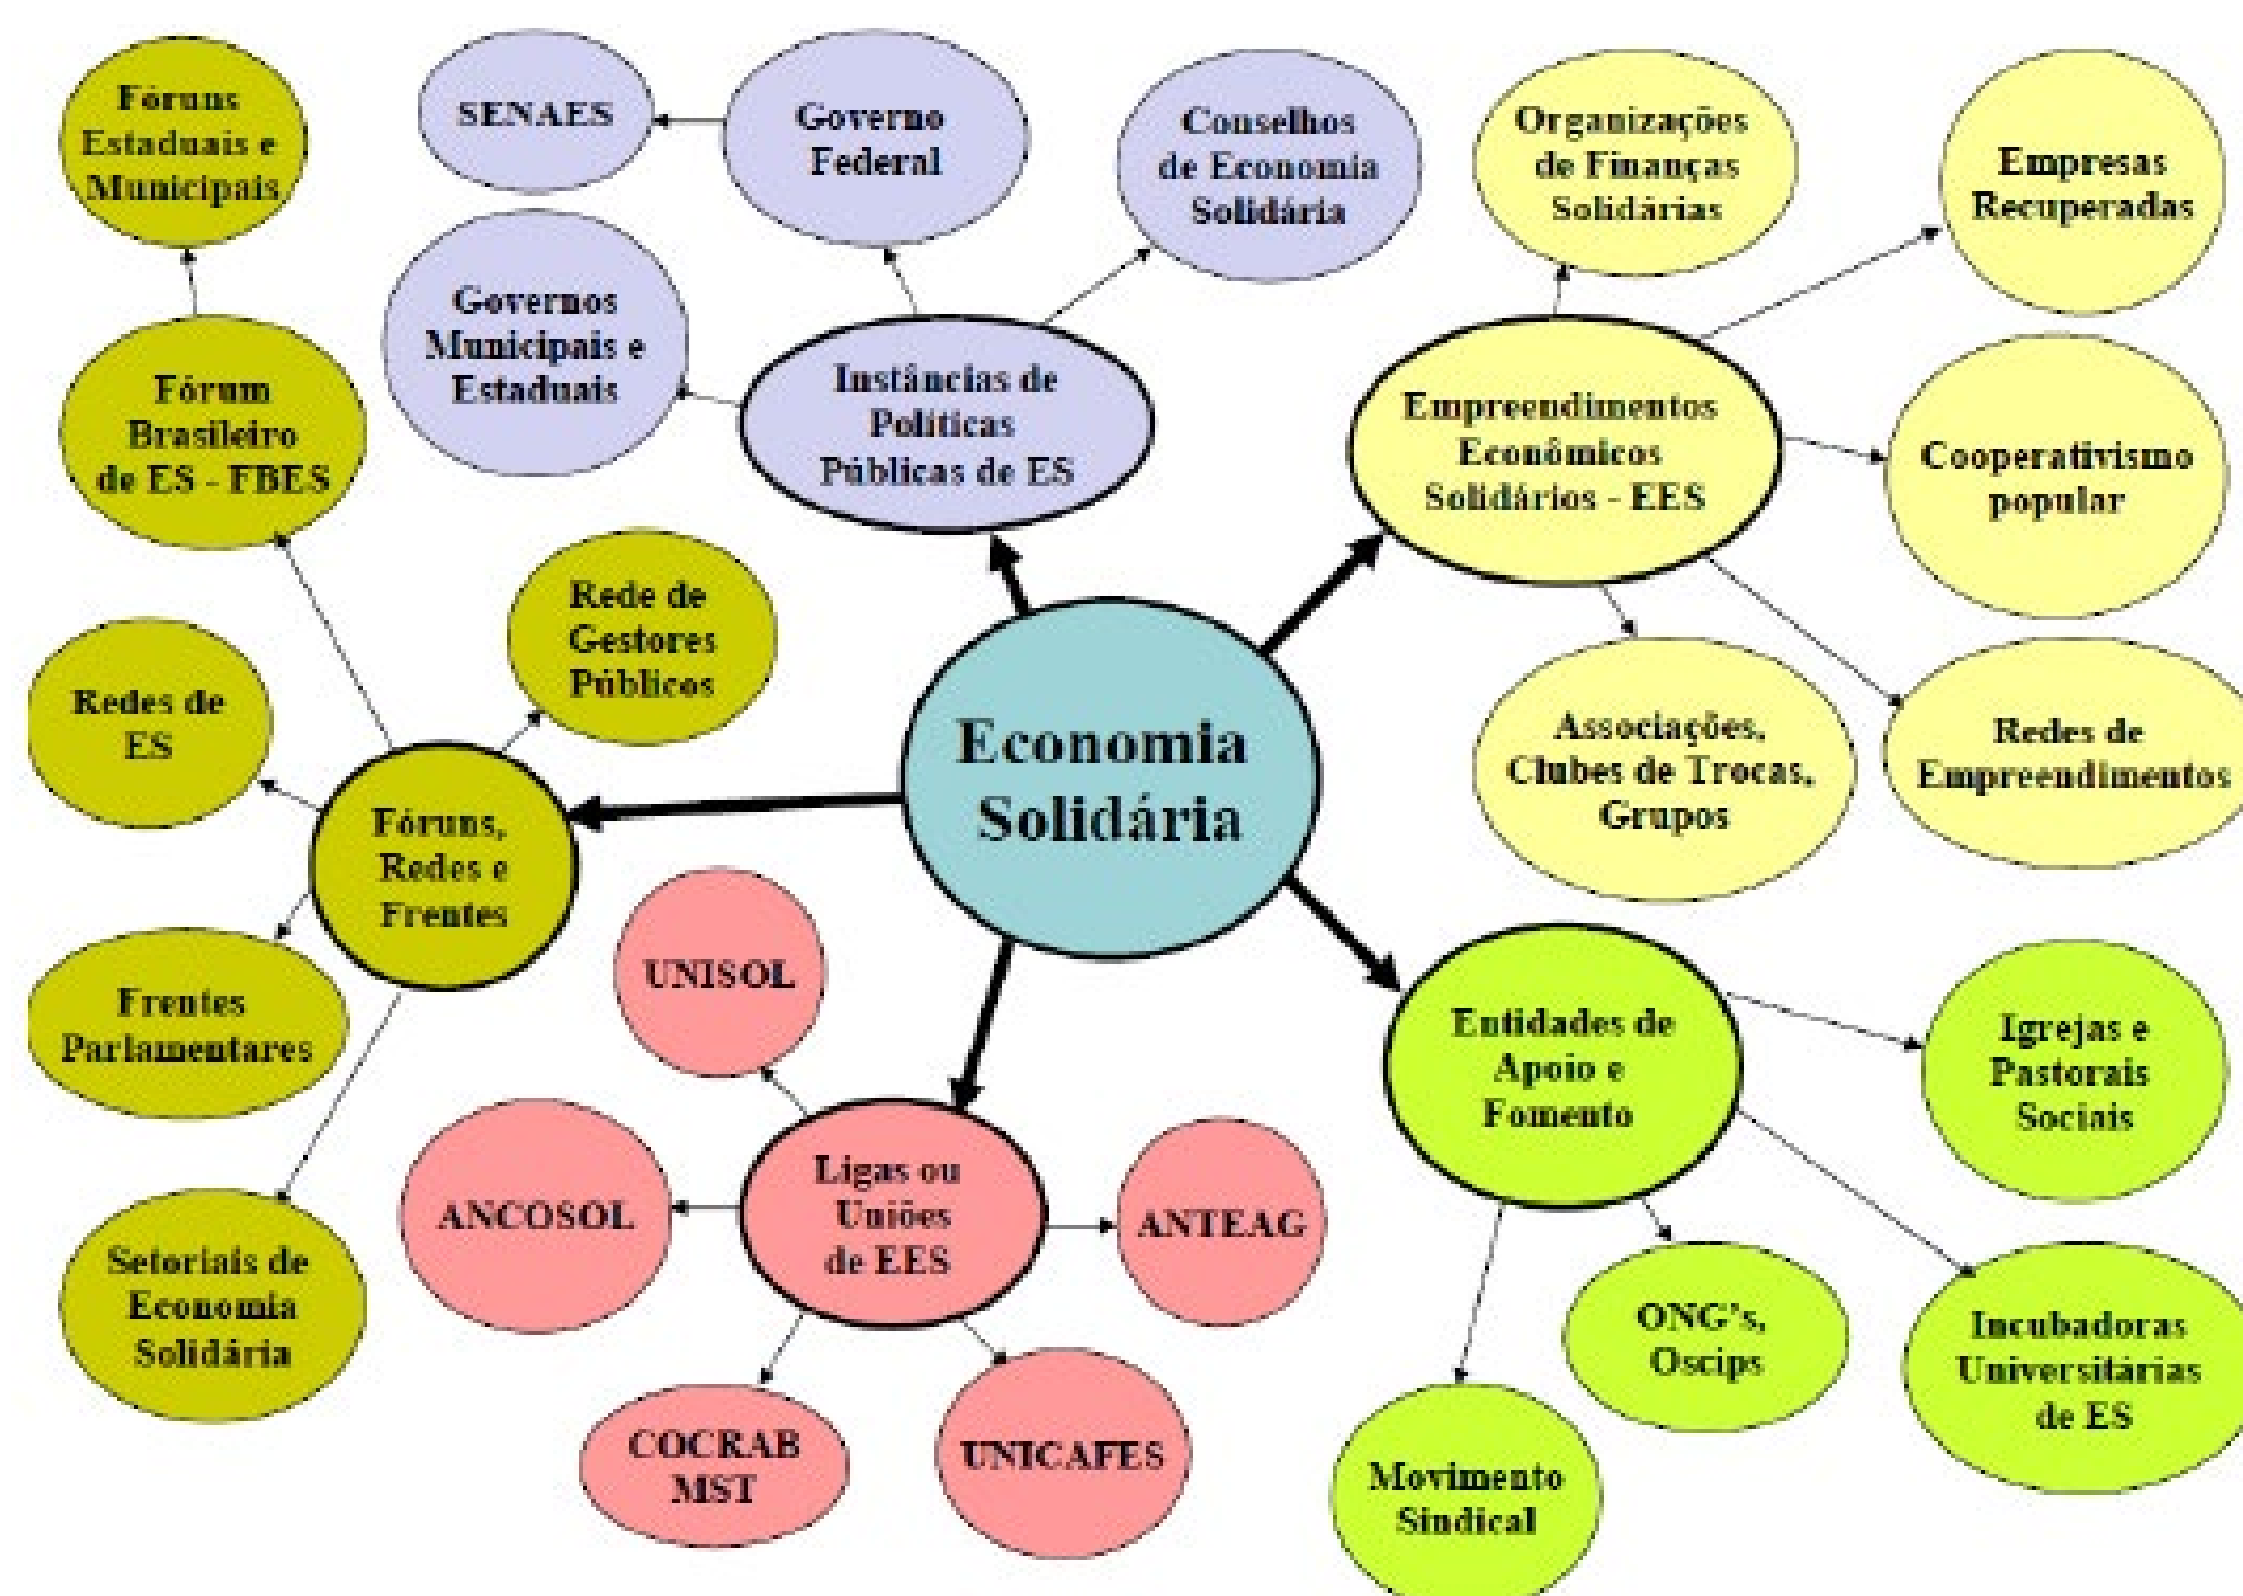 Fóruns
Estaduais e
Municipais
SENAES
Governo
Federal
Conselhos
de Economia
Solidária
Organizações
de Finanças
Solidárias
Empresas
Recuperadas
Governos
Municipais e
Estaduais
Fórum
Brasileiro
de ES - FBES
Instâncias de
Políticas
Públicas de ES
Empreendimentos
Econômicos
Solidários - EES
Cooperativismo
popular
Rede de
Gestores
Públicos
Redes de
ES
Economia
Solidária
Associações,
Clubes de Trocas,
Grupos
Redes de
Empreendimentos
Fóruns,
Redes e
Frentes
UNISOL
Frentes
Parlamentares
Entidades de
Apoio e
Fomento
Igrejas e
Pastorais
Sociais
ANCOSOL
Ligas ou
Uniões
de EES
ANTEAG
Setoriais de
Economia
Solidária
ONG's,
Oscips
Incubadoras
Universitárias
de ES
COCRAB
MST
UNICAFES
Movimento
Sindical